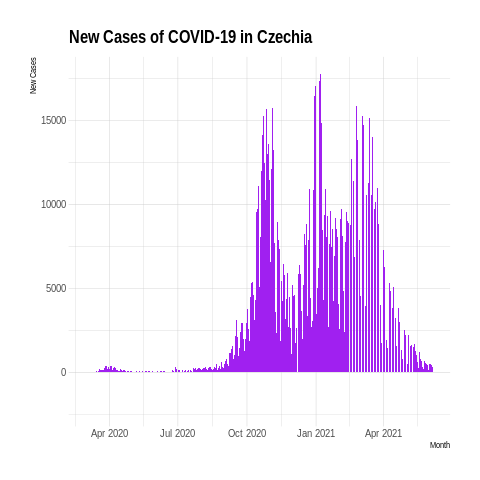 New Cases of COVID-19 in Czechia
New Cases
15000
10000
5000
0
Apr 2020 Jul 2020 Oct 2020 Jan 2021 Apr 2021
Month